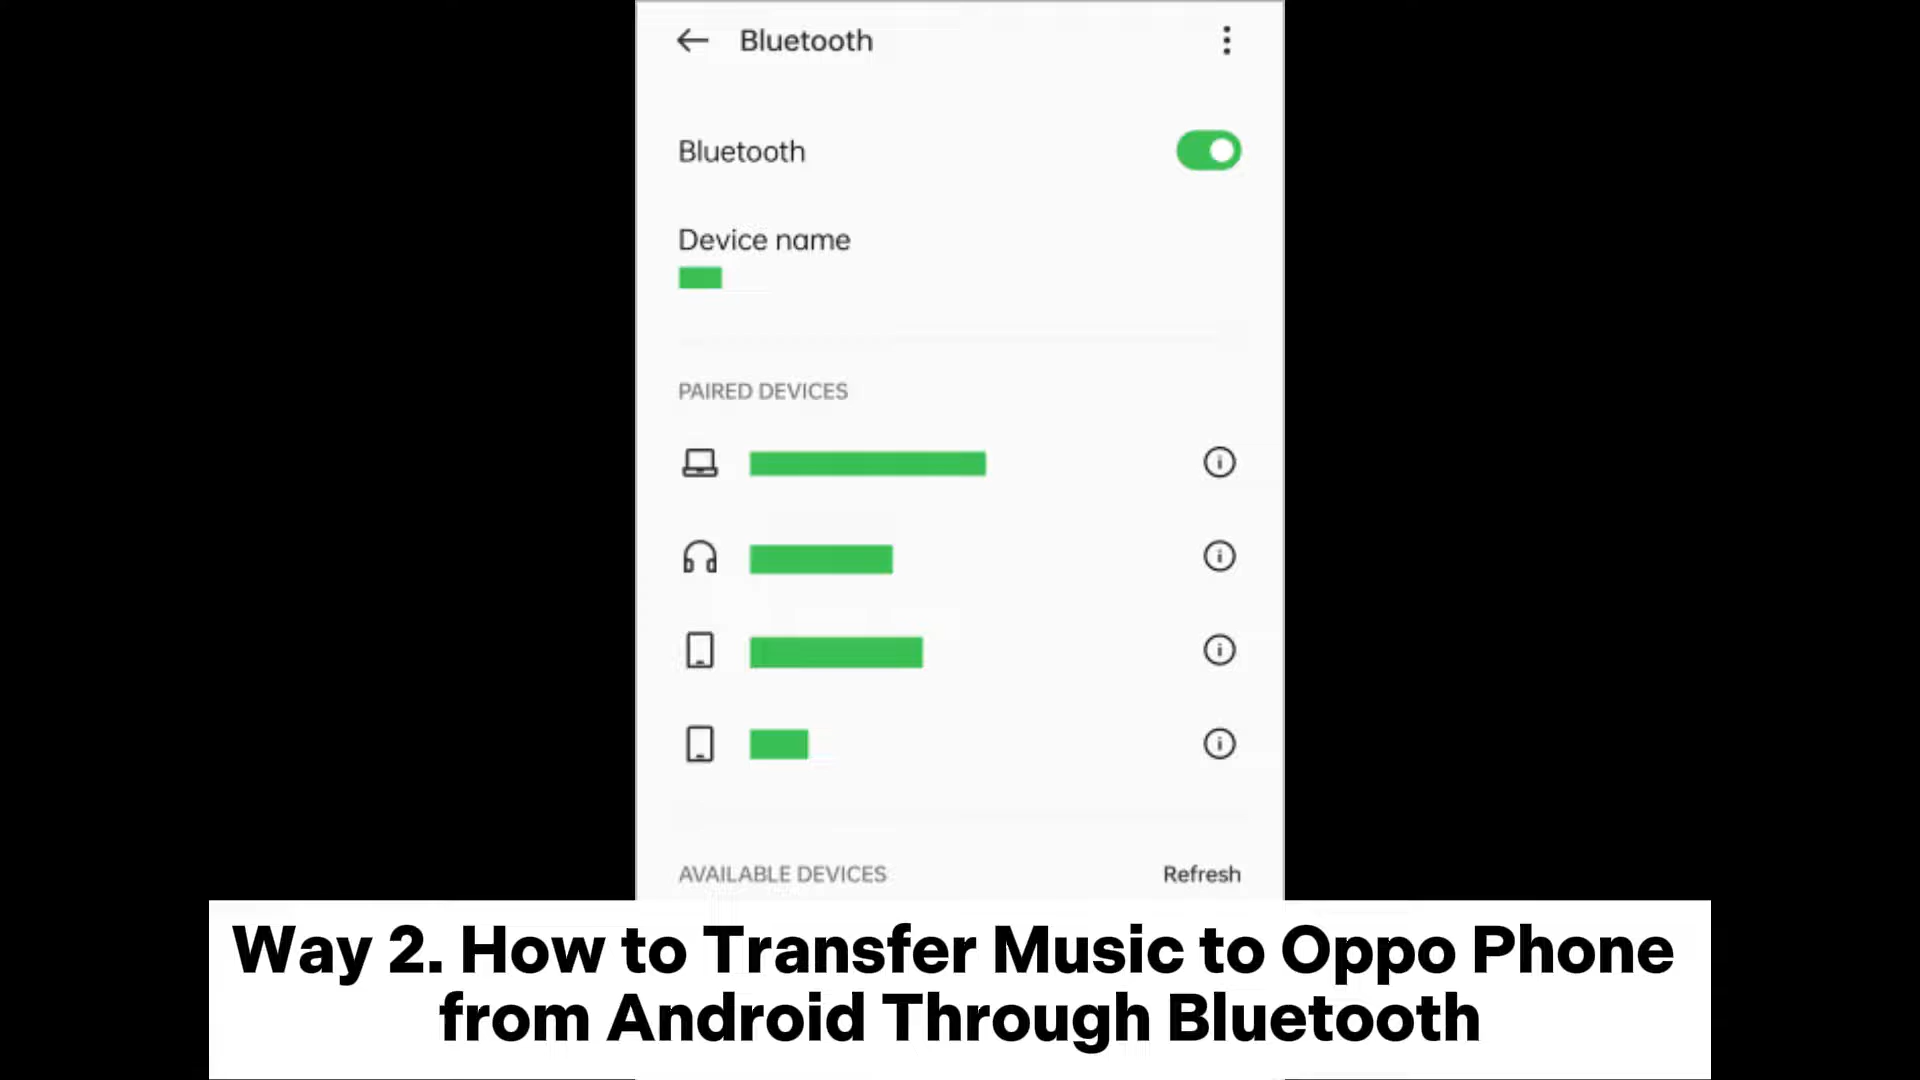 Bluetooth
Bluetooth
Device name
PAIRED DEVICES
AVAILABLE DEVICES Refresh
Way 2. How to Transfer Music to Oppo Phone
from Android Through Bluetooth